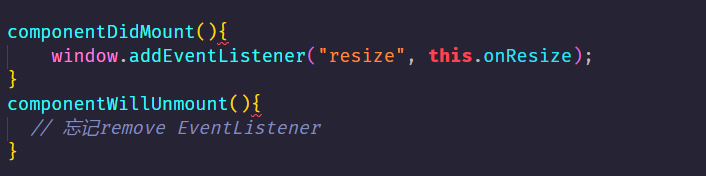 componentDidMount(){
    window.addEventListener("resize", this.onResize);
}
componentWillUnmount(){
  // 忘记remove EventListener
}